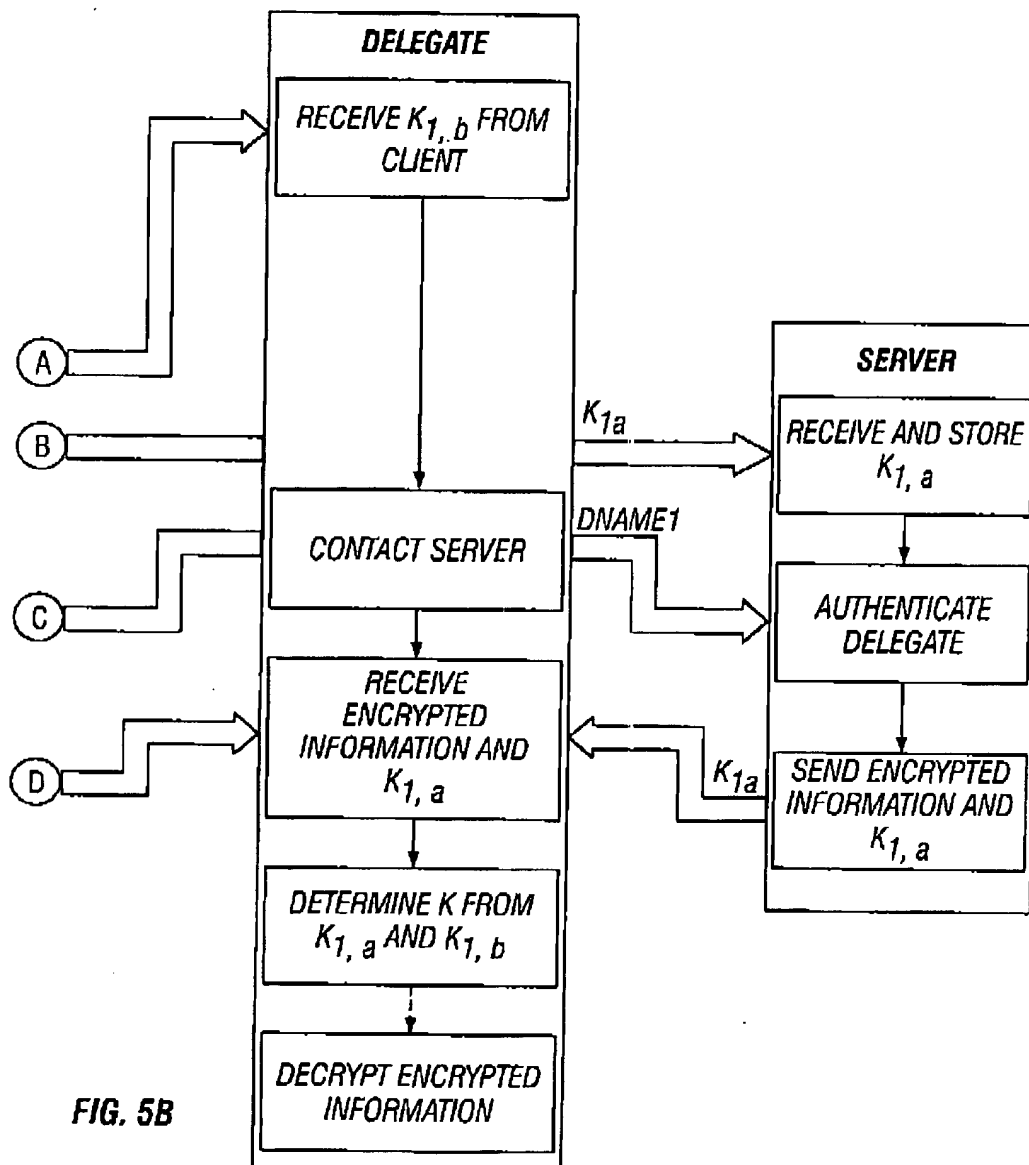 DELEGATE
RECEIVE K1, b FROM
CLIENT
A
B
K1a
SERVER
RECEIVE AND STORE
K1, a
CONTACT SERVER
DNAME1
C
AUTHENTICATE
DELEGATE
RECEIVE
ENCRYPTED
INFORMATION AND
K1, a
D
K1a
SEND ENCRYPTED
INFORMATION AND
K1, a
DETERMINE K FROM
K1, a AND K1, b
DECRYPT ENCRYPTED
INFORMATION
FIG. 5B